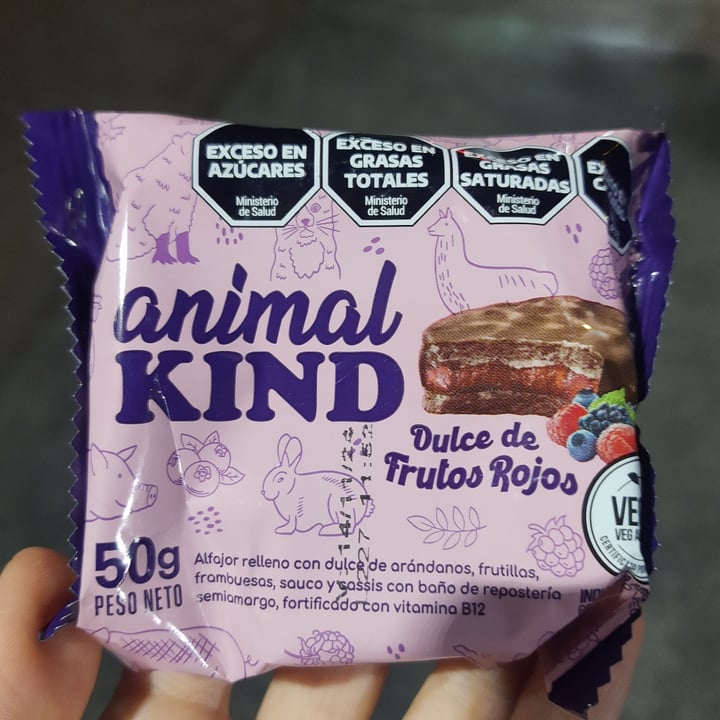 EXCESO EN
AZÚCARES
Ministerio
de Salud
EXCESO EN
GRASAS
TOTALES
Ministerio
de Salud
EXCESO EN
GRASAS
SATURADAS
Ministerio
de Salud
animal
KIND
Dulce de
Frutos Rojos
50g
PESO NETO
Alfajor relleno con dulce de arándanos, frutillas,
frambuesas, sauco y cassis con baño de repostería
semiamargo, fortificado con vitamina B12